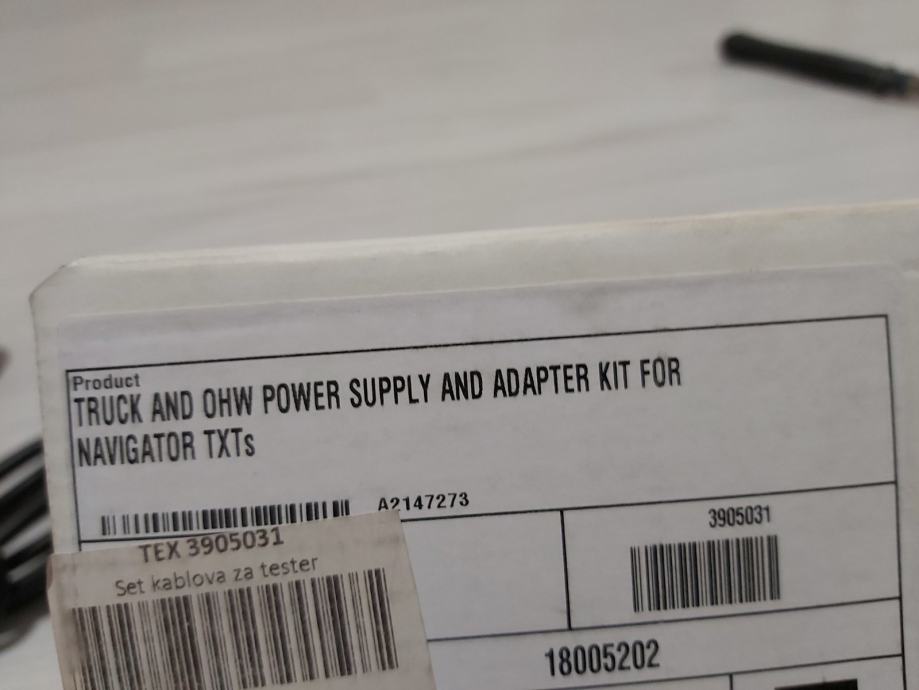 Product
TRUCK AND OHW POWER SUPPLY AND ADAPTER KIT FOR
NAVIGATOR TXTs
A2147273
3905031
TEX 3905031
Set kablova za tester
18005202